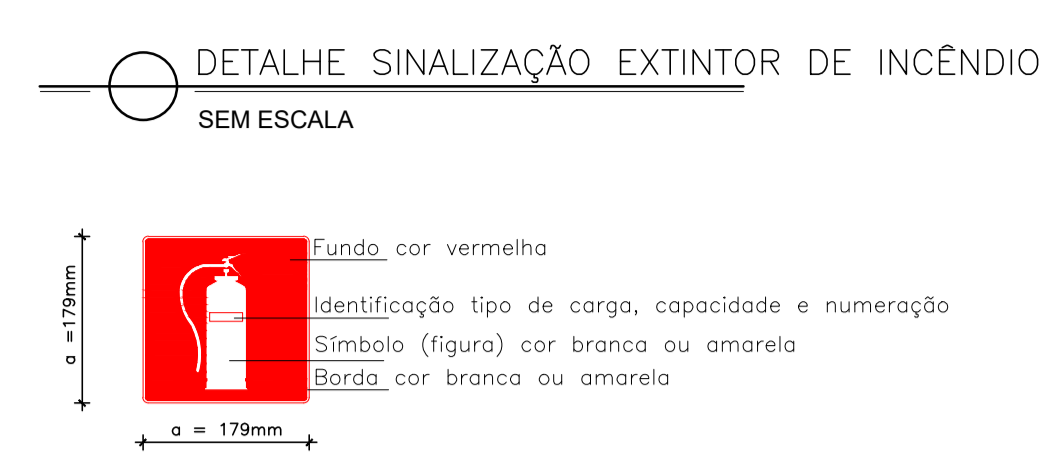 DETALHE SINALIZAÇÃO EXTINTOR DE INCÊNDIO
SEM ESCALA
Fundo cor vermelha
Identificação tipo de carga, capacidade e numeração
Símbolo (figura) cor branca ou amarela
Borda cor branca ou amarela
a =179mm
a = 179mm